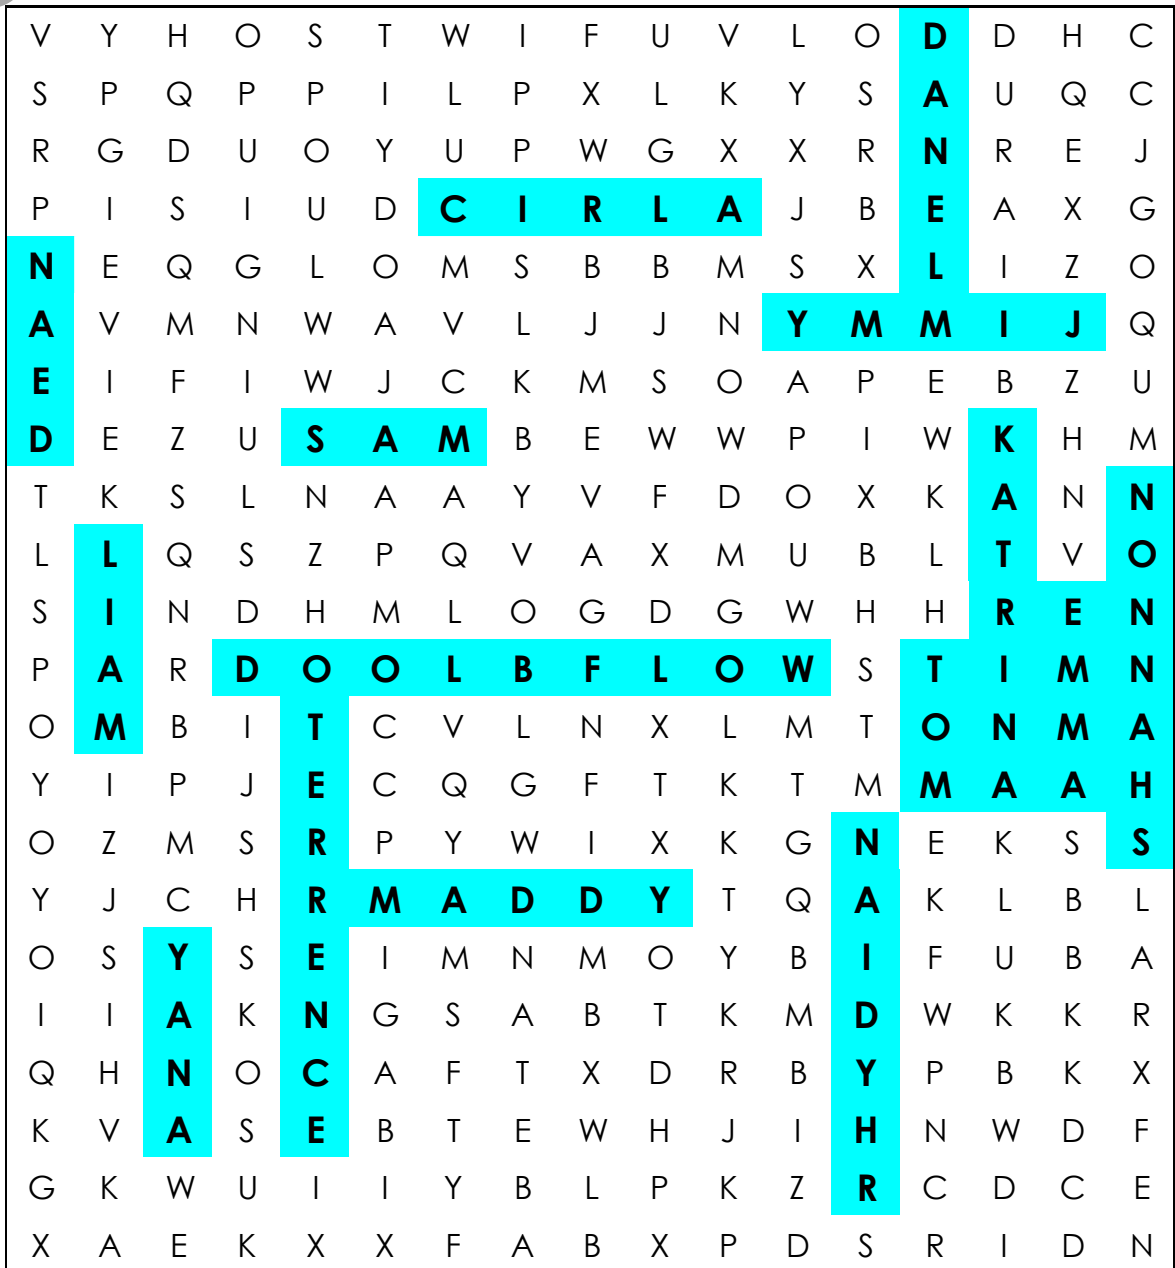 V Y H O S T W I F U V L O D D H C
S P Q P P I L P X L K Y S A U Q C
R G D U O Y U P W G X X R N R E J
P I S I U D C I R L A J B E A X G
N E Q G L O M S B B M S X L I Z O
A V M N W A V L J J N Y M M I J Q
E I F I W J C K M S O A P E B Z U
D E Z U S A M B E W W P I W K H M
T K S L N A A Y V F D O X K A N N
L L Q S Z P Q V A X M U B L T V O
S I N D H M L O G D G W H H R E N
P A R D O O L B F L O W S T I M N
O M B I T C V L N X L M T O N M A
Y I P J E C Q G F T K T M M A A H
O Z M S R P Y W I X K G N E K S S
Y J C H R M A D D Y T Q A K L B L
O S Y S E I M N M O Y B I F U B A
I I A K N G S A B T K M D W K K R
Q H N O C A F T X D R B Y P B K X
K V A S E B T E W H J I H N W D F
G K W U I I Y B L P K Z R C D C E
X A E K X X F A B X P D S R I D N